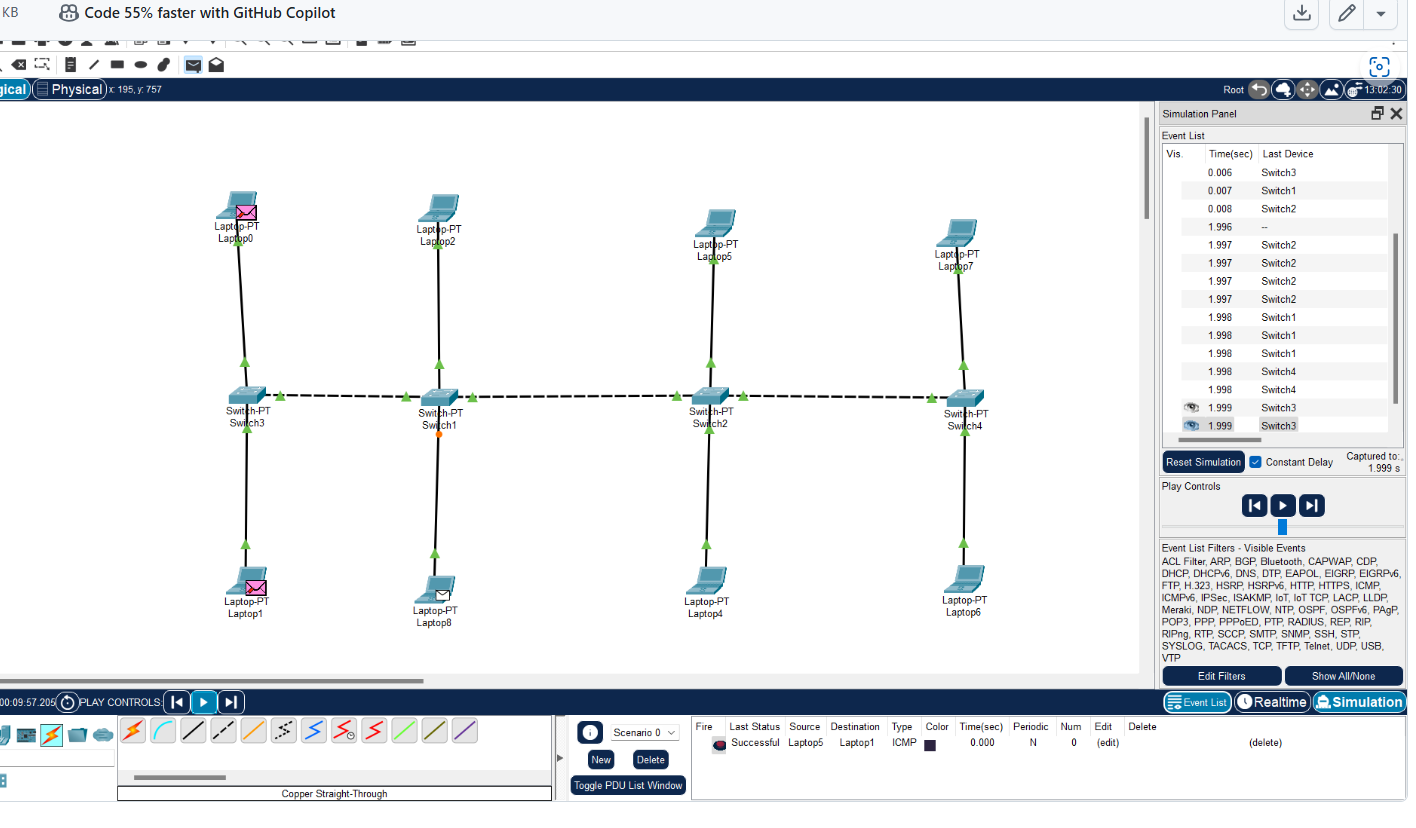 KB
Code 55% faster with GitHub Copilot
gical
Physical
x: 195, y: 757
Root
13:02:30
Simulation Panel
Event List
Vis. Time(sec) Last Device
0.006 Switch3
0.007 Switch1
0.008 Switch2
1.996 --
1.997 Switch2
1.997 Switch2
1.997 Switch2
1.997 Switch2
1.998 Switch1
1.998 Switch1
1.998 Switch1
1.998 Switch4
1.998 Switch4
1.999 Switch3
1.999 Switch3
Reset Simulation
Constant Delay
Captured to:
1.999 s
Play Controls
Event List Filters - Visible Events
ACL Filter, ARP, BGP, Bluetooth, CAPWAP, CDP,
DHCP, DHCPv6, DNS, DTP, EAPOL, EIGRP, EIGRPv6,
FTP, H.323, HSRP, HSRPv6, HTTP, HTTPS, ICMP,
ICMPv6, IPSec, ISAKMP, IoT, IoT TCP, LACP, LLDP,
Meraki, NDP, NETFLOW, NTP, OSPF, OSPFv6, PAgP,
POP3, PPP, PPPoED, PTP, RADIUS, REP, RIP,
RIPng, RTP, SCCP, SMTP, SNMP, SSH, STP,
SYSLOG, TACACS, TCP, TFTP, Telnet, UDP, USB,
VTP
Edit Filters
Show All/None
Laptop-PT
Laptop0
Laptop-PT
Laptop2
Laptop-PT
Laptop5
Laptop-PT
Laptop7
Switch-PT
Switch3
Switch-PT
Switch1
Switch-PT
Switch2
Switch-PT
Switch4
Laptop-PT
Laptop1
Laptop-PT
Laptop8
Laptop-PT
Laptop4
Laptop-PT
Laptop6
00:09:57.205
PLAY CONTROLS:
Event List
Realtime
Simulation
Scenario 0
New
Delete
Toggle PDU List Window
Fire Last Status Source Destination Type Color Time(sec) Periodic Num Edit Delete
Successful Laptop5 Laptop1 ICMP 0.000 N 0 (edit) (delete)
Copper Straight-Through